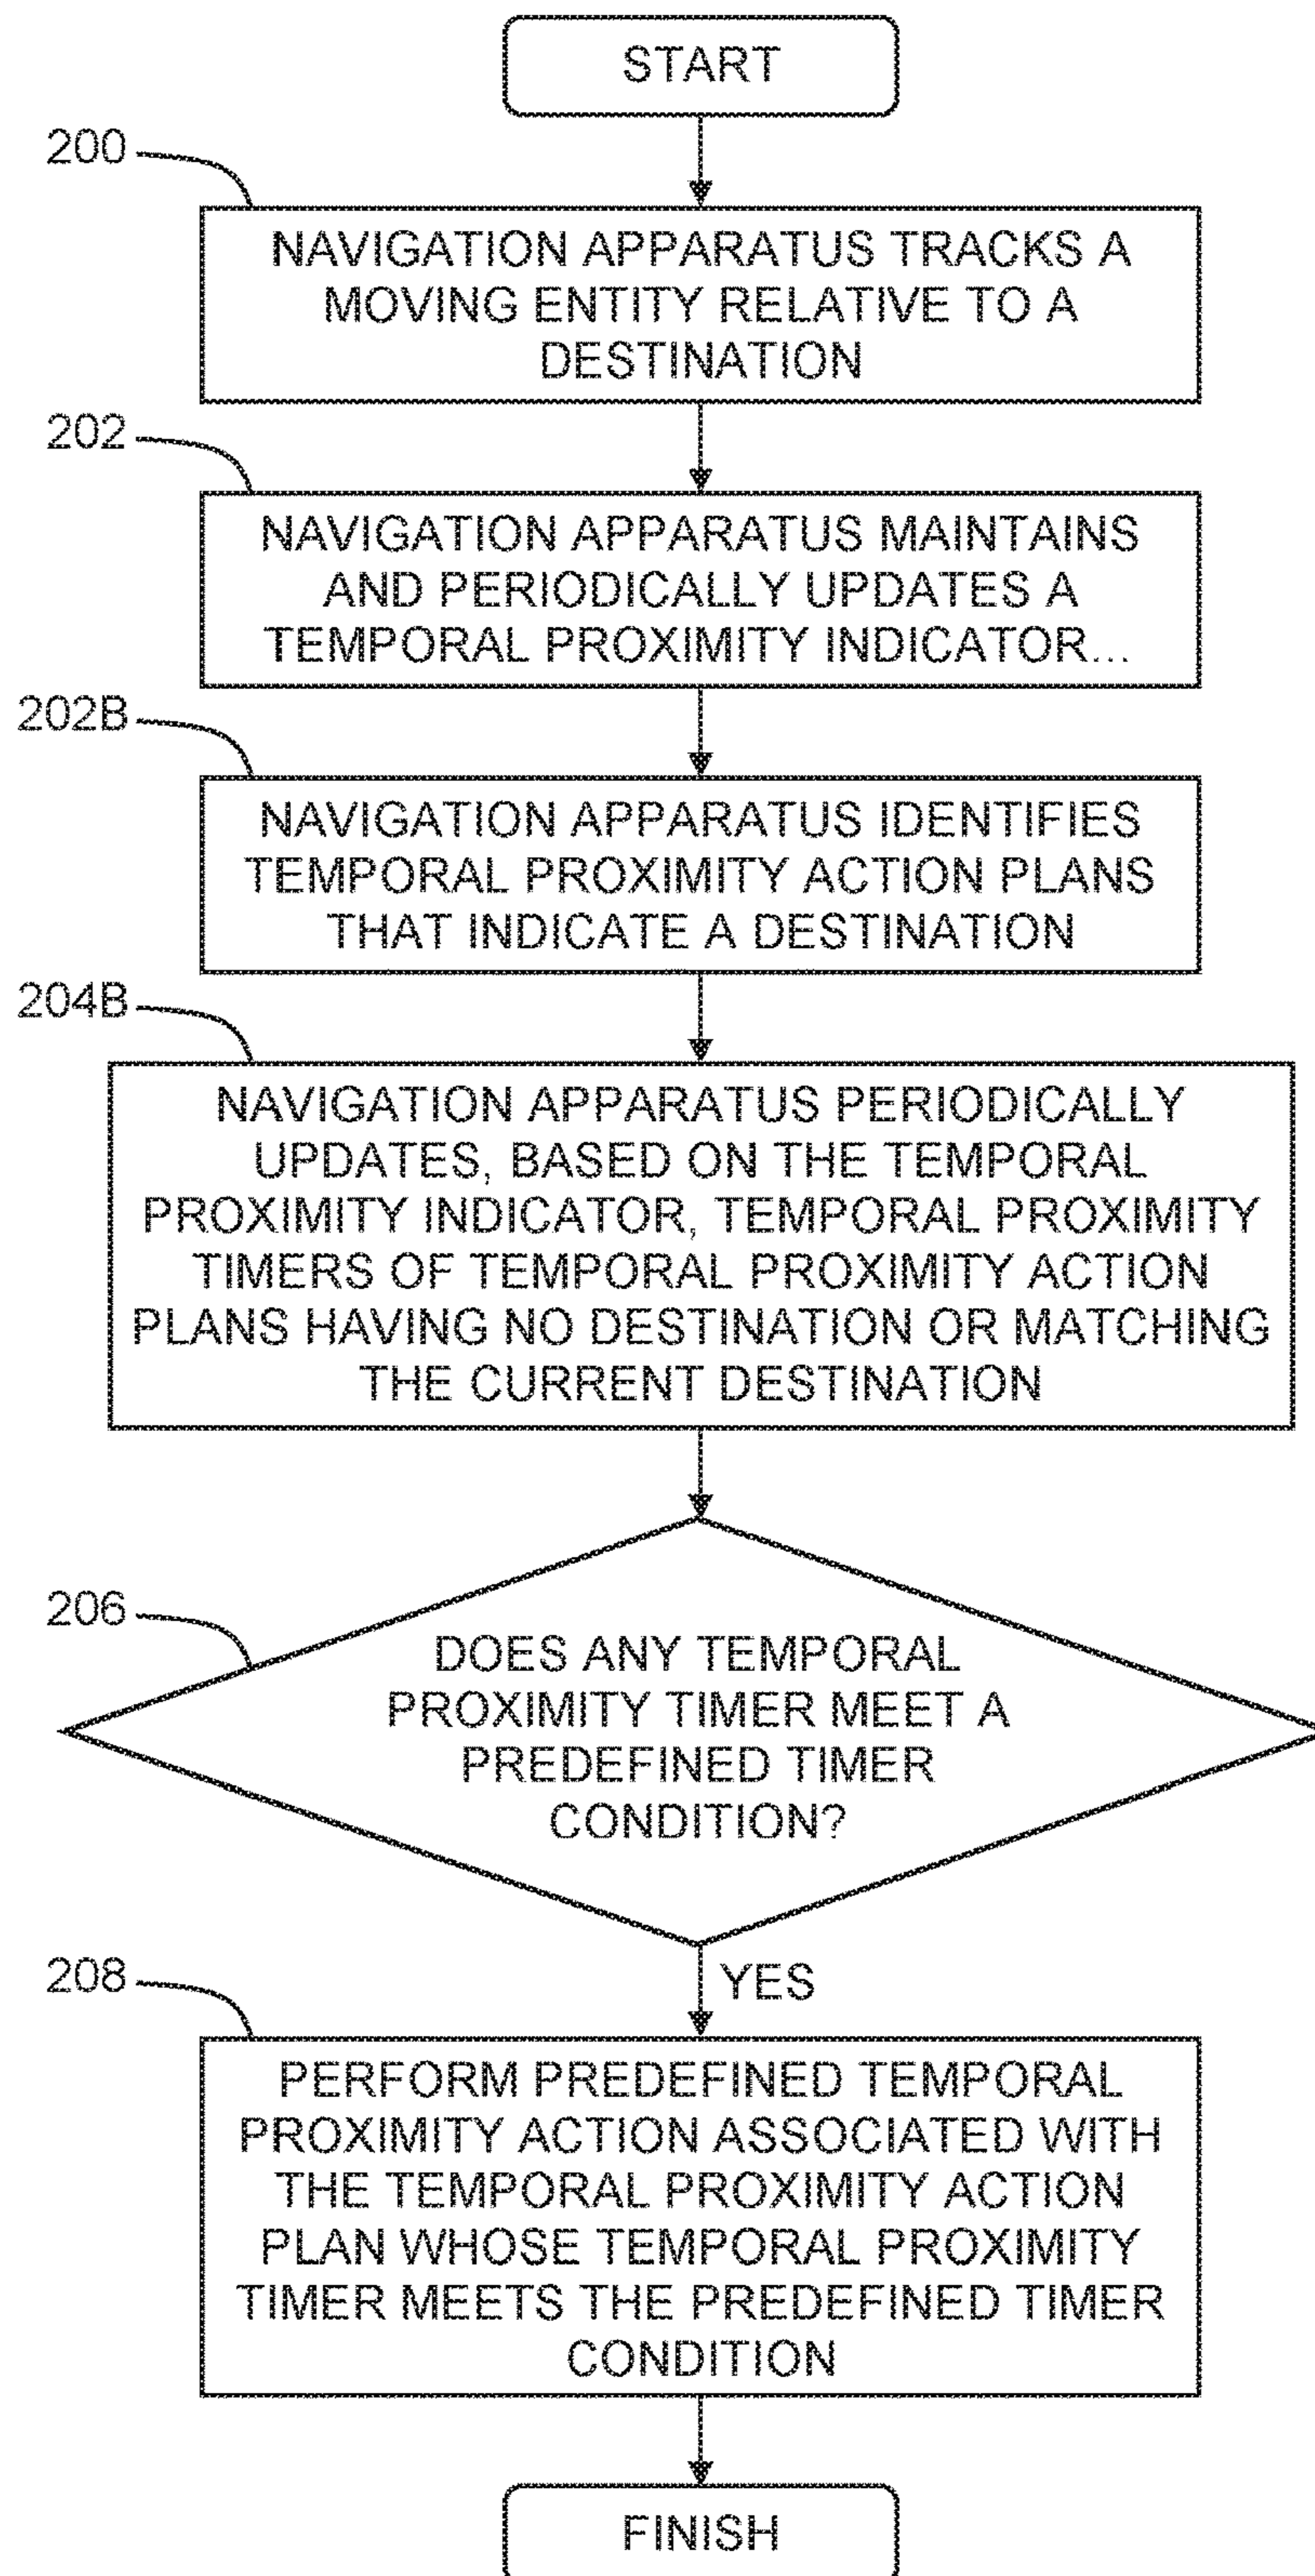 START
200
NAVIGATION APPARATUS TRACKS A
MOVING ENTITY RELATIVE TO A
DESTINATION
202
NAVIGATION APPARATUS MAINTAINS
AND PERIODICALLY UPDATES A
TEMPORAL PROXIMITY INDICATOR...
202B
NAVIGATION APPARATUS IDENTIFIES
TEMPORAL PROXIMITY ACTION PLANS
THAT INDICATE A DESTINATION
204B
NAVIGATION APPARATUS PERIODICALLY
UPDATES, BASED ON THE TEMPORAL
PROXIMITY INDICATOR, TEMPORAL PROXIMITY
TIMERS OF TEMPORAL PROXIMITY ACTION
PLANS HAVING NO DESTINATION OR MATCHING
THE CURRENT DESTINATION
206
DOES ANY TEMPORAL
PROXIMITY TIMER MEET A
PREDEFINED TIMER
CONDITION?
YES
208
PERFORM PREDEFINED TEMPORAL
PROXIMITY ACTION ASSOCIATED WITH
THE TEMPORAL PROXIMITY ACTION
PLAN WHOSE TEMPORAL PROXIMITY
TIMER MEETS THE PREDEFINED TIMER
CONDITION
FINISH